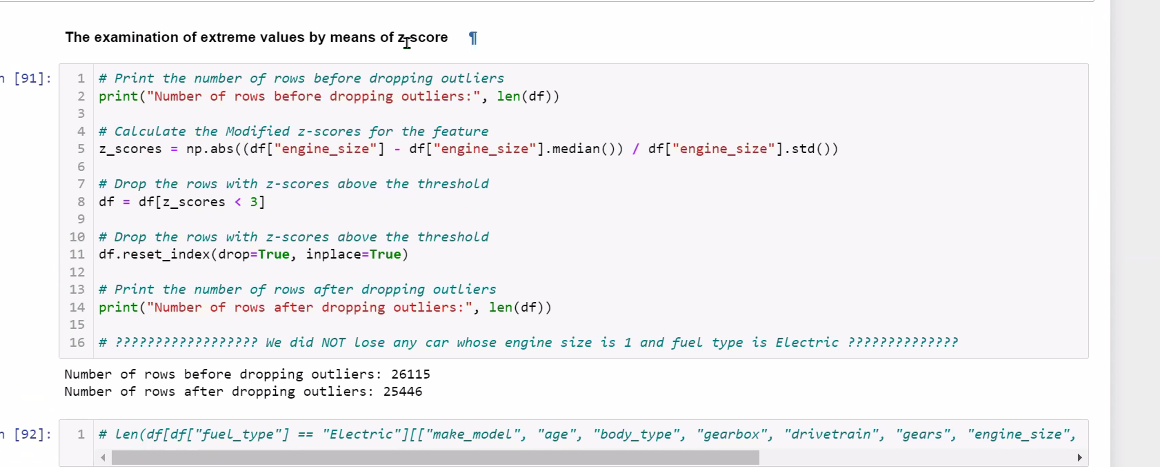 The examination of extreme values by means of z-score ¶
n [91]:
1 # Print the number of rows before dropping outliers
2 print("Number of rows before dropping outliers:", len(df))
3
4 # Calculate the Modified z-scores for the feature
5 z_scores = np.abs((df["engine_size"] - df["engine_size"].median()) / df["engine_size"].std())
6
7 # Drop the rows with z-scores above the threshold
8 df = df[z_scores < 3]
9
10 # Drop the rows with z-scores above the threshold
11 df.reset_index(drop=True, inplace=True)
12
13 # Print the number of rows after dropping outliers
14 print("Number of rows after dropping outliers:", len(df))
15
16 # ?????????????????? We did NOT lose any car whose engine size is 1 and fuel type is Electric ??????????????
Number of rows before dropping outliers: 26115
Number of rows after dropping outliers: 25446
n [92]:
1 # len(df[df["fuel_type"] == "Electric"][["make_model", "age", "body_type", "gearbox", "drivetrain", "gears", "engine_size",